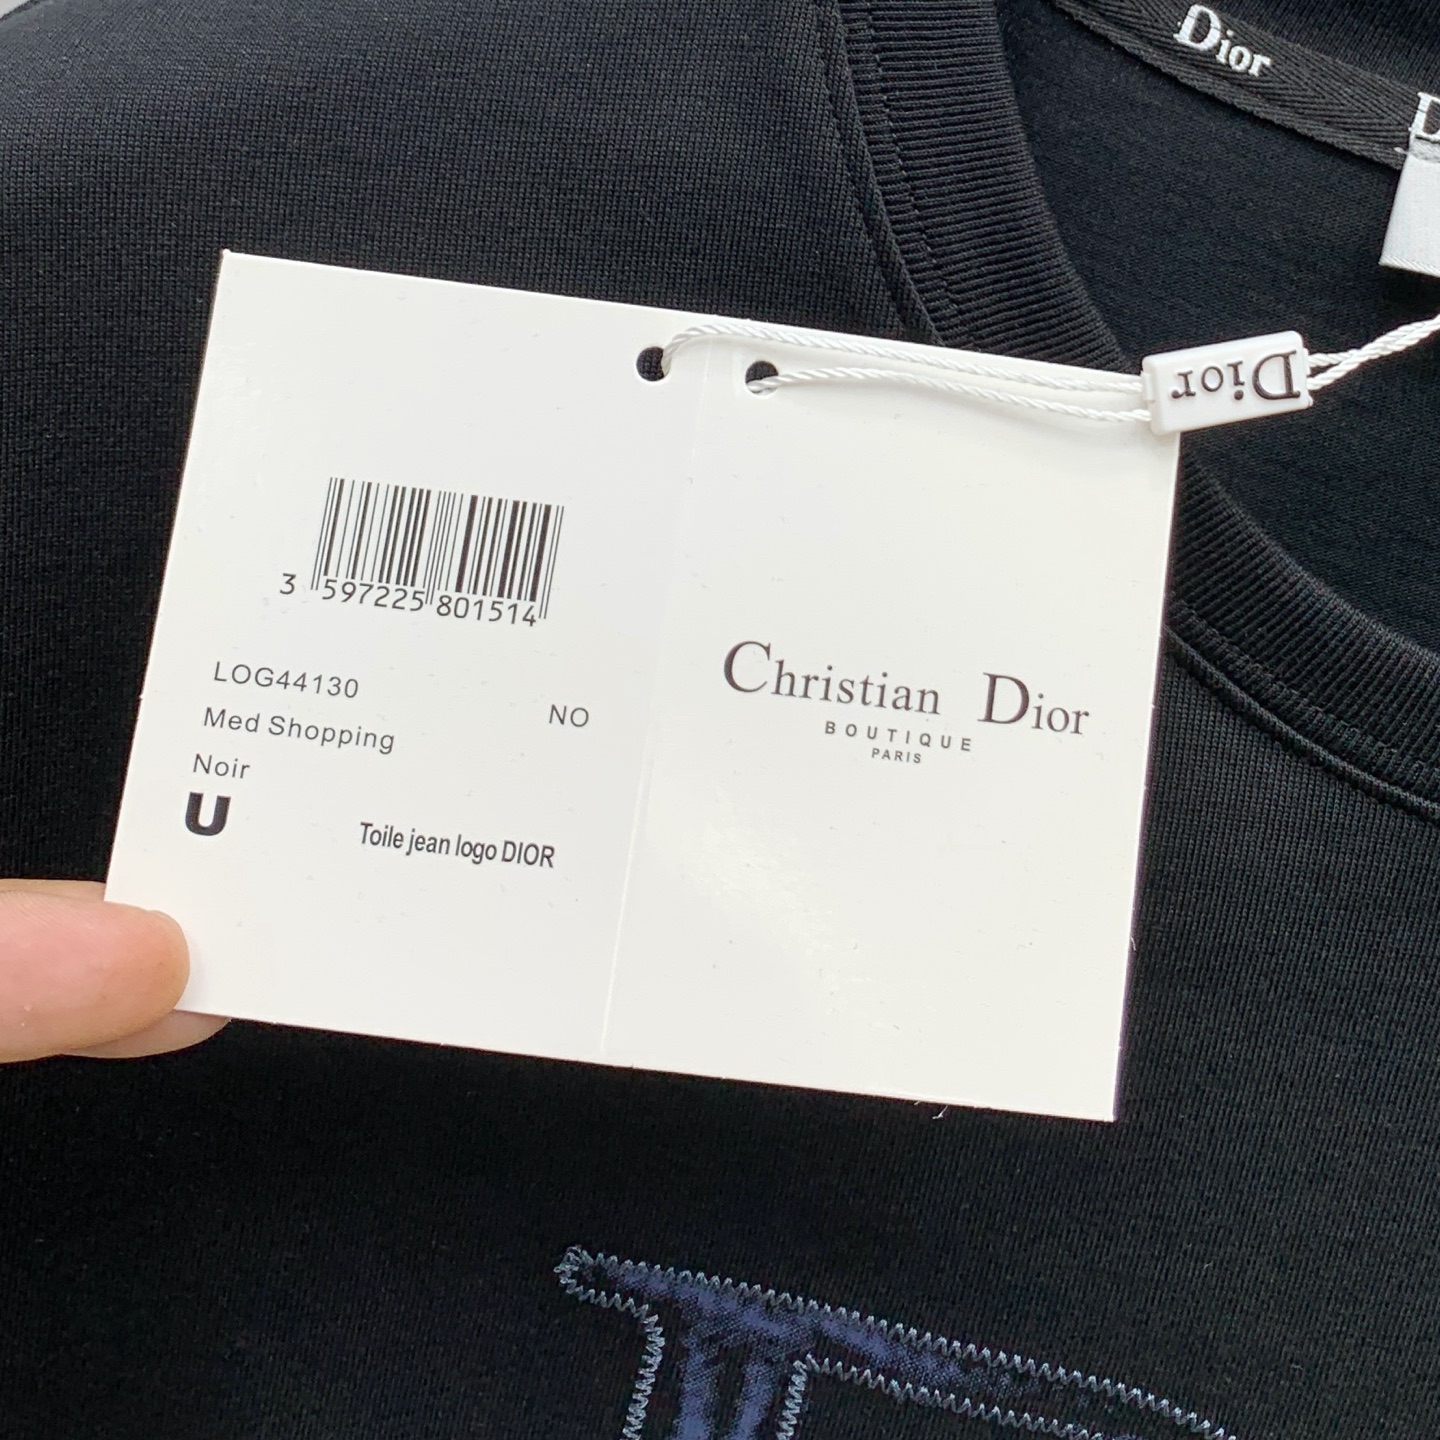 Dior
D
Dior
3 597225 801514
LOG44130
NO
Med Shopping
Noir
U
Toile jean logo DIOR
Christian Dior
BOUTIQUE
PARIS